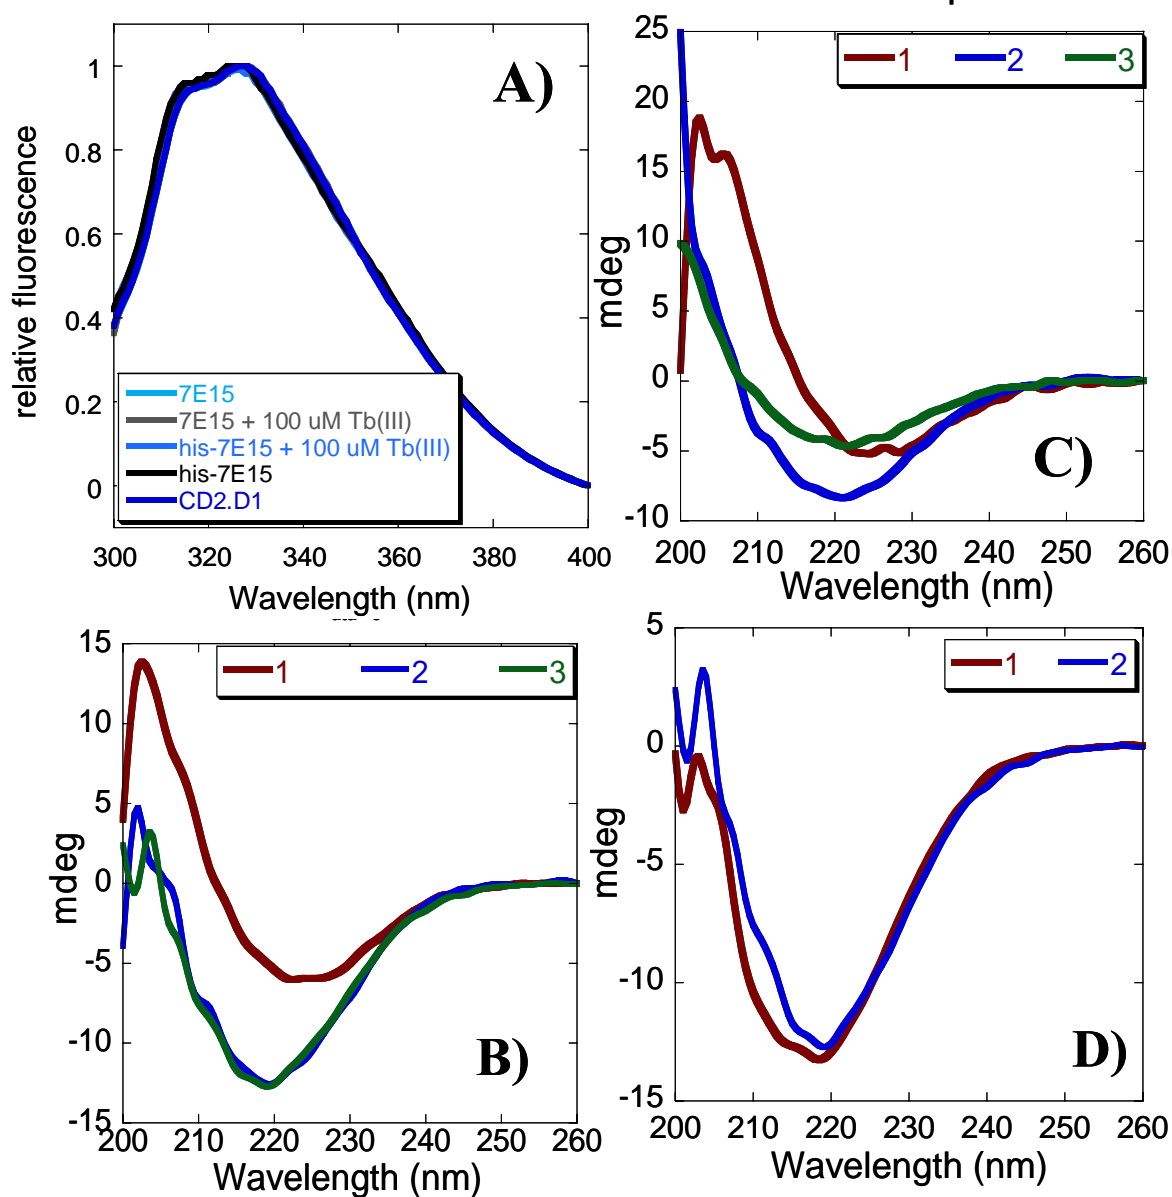 A)
relative fluorescence
1
0.8
0.6
0.4
0.2
0
7E15
7E15 + 100 uM Tb(III)
his-7E15 + 100 uM Tb(III)
his-7E15
CD2.D1
300 320 340 360 380 400
Wavelength (nm)
1 2 3
C)
mdeg
25
20
15
10
5
0
-5
-10
200 210 220 230 240 250 260
Wavelength (nm)
1 2 3
B)
mdeg
15
10
5
0
-5
-10
-15
200 210 220 230 240 250 260
Wavelength (nm)
1 2
D)
mdeg
5
0
-5
-10
-15
200 210 220 230 240 250 260
Wavelength (nm)